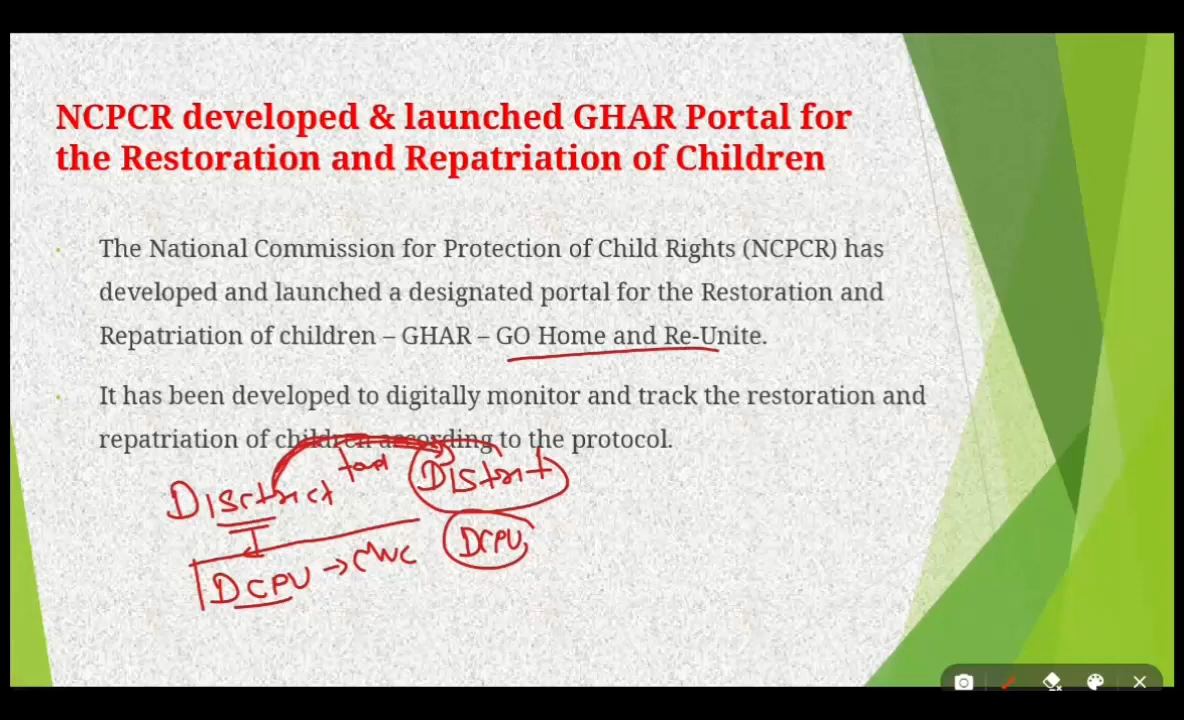 NCPCR developed & launched GHAR Portal for
the Restoration and Repatriation of Children
The National Commission for Protection of Child Rights (NCPCR) has
developed and launched a designated portal for the Restoration and
Repatriation of children – GHAR – GO Home and Re-Unite.
It has been developed to digitally monitor and track the restoration and
repatriation of children according to the protocol.
District
DCPU
DCPU